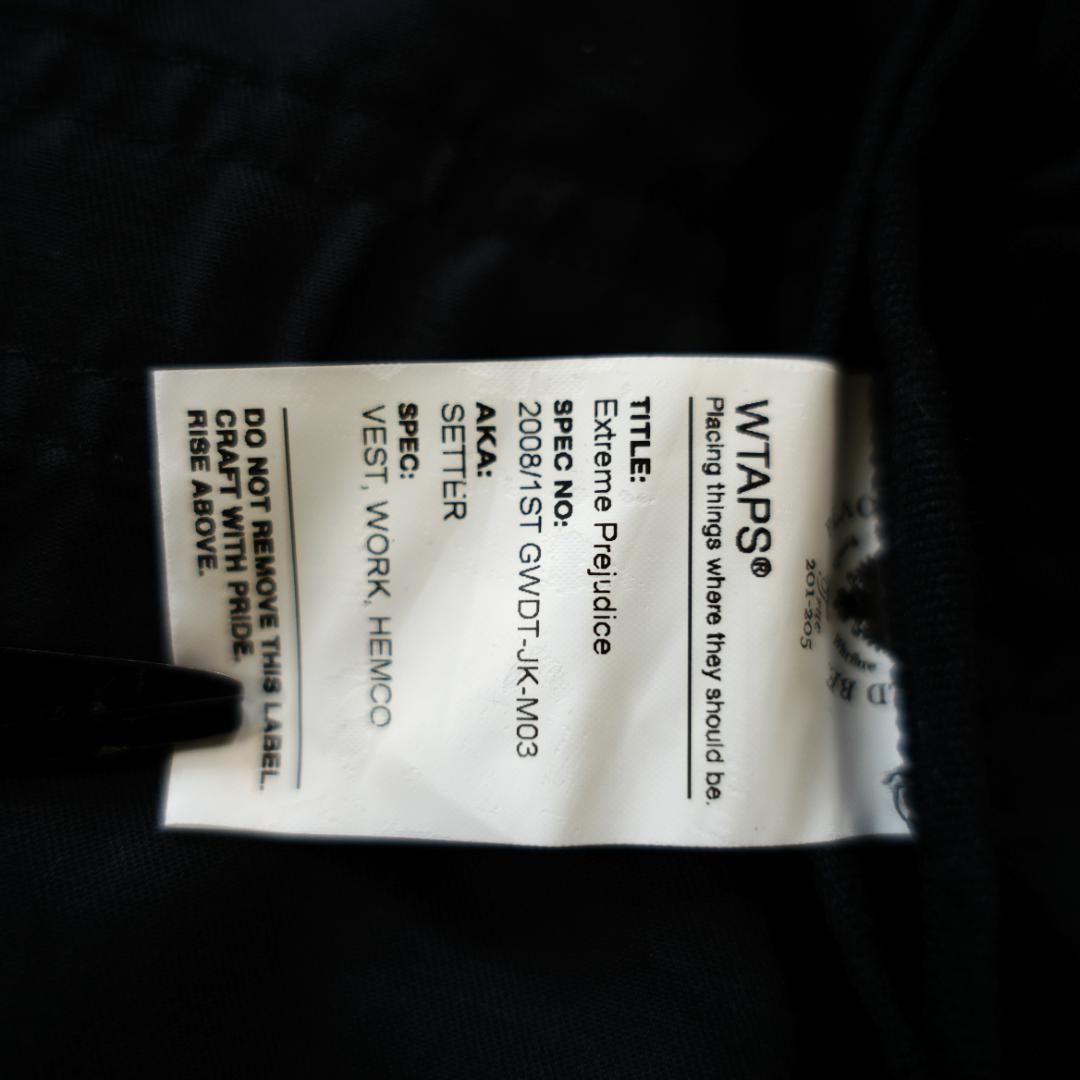 WTAPS®
Placing things where they should be.
TITLE:
Extreme Prejudice
SPEC NO:
2008/1ST GWDT-JK-M03
AKA:
SETTER
SPEC:
VEST, WORK, HEMCO
DO NOT REMOVE THIS LABEL.
CRAFT WITH PRIDE.
RISE ABOVE.
201-205